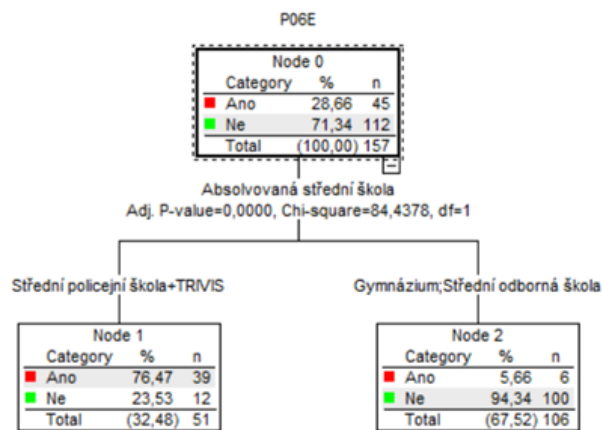 P06E
Node 0
Category % n
Ano 28,66 45
Ne 71,34 112
Total (100,00) 157
Absolvovaná střední škola
Adj. P-value=0,0000, Chi-square=84,4378, df=1
Střední policejní škola+TRIVIS
Gymnázium;Střední odborná škola
Node 1
Category % n
Ano 76,47 39
Ne 23,53 12
Total (32,48) 51
Node 2
Category % n
Ano 5,66 6
Ne 94,34 100
Total (67,52) 106